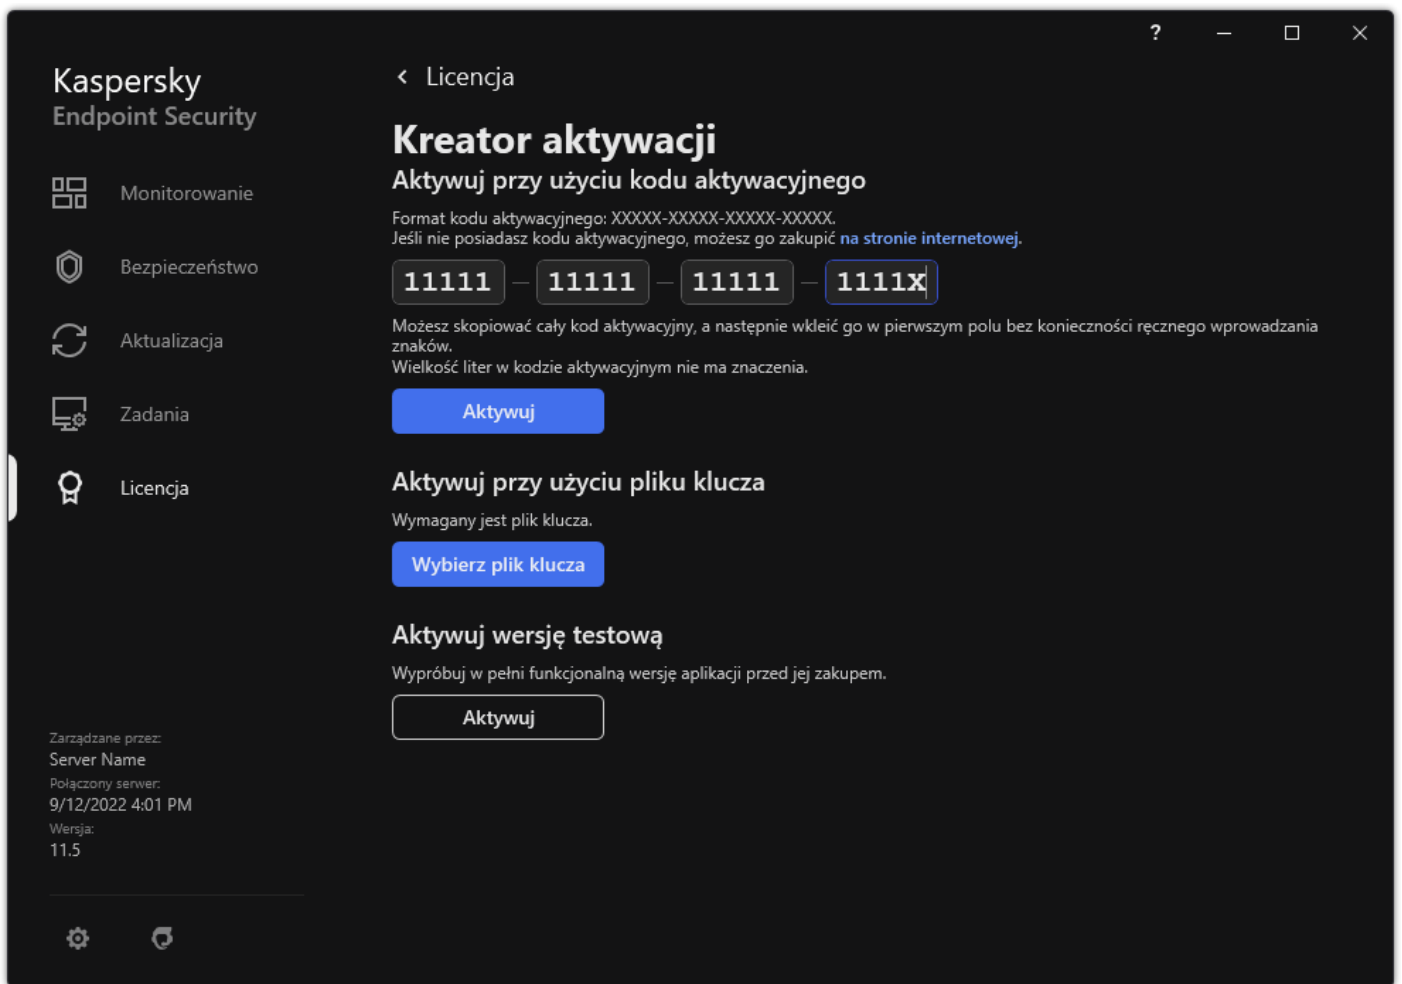 ?
Kaspersky
Endpoint Security
Monitorowanie
Bezpieczeństwo
Aktualizacja
Zadania
Licencja
Zarządzane przez:
Server Name
Połączony serwer:
9/12/2022 4:01 PM
Wersja:
11.5
Licencja
Kreator aktywacji
Aktywuj przy użyciu kodu aktywacyjnego
Format kodu aktywacyjnego: XXXXX-XXXXX-XXXXX-XXXXX.
Jeśli nie posiadasz kodu aktywacyjnego, możesz go zakupić na stronie internetowej.
11111 — 11111 — 11111 — 1111X
Możesz skopiować cały kod aktywacyjny, a następnie wkleić go w pierwszym polu bez konieczności ręcznego wprowadzania
znaków.
Wielkość liter w kodzie aktywacyjnym nie ma znaczenia.
Aktywuj
Aktywuj przy użyciu pliku klucza
Wymagany jest plik klucza.
Wybierz plik klucza
Aktywuj wersję testową
Wypróbuj w pełni funkcjonalną wersję aplikacji przed jej zakupem.
Aktywuj